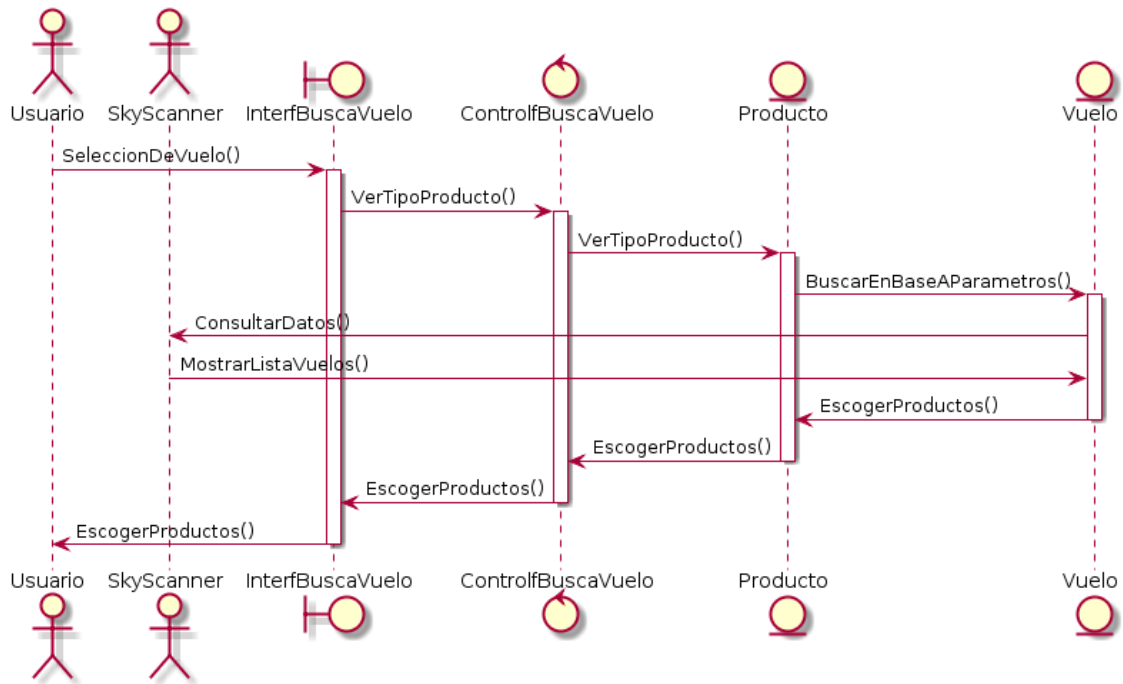 Usuario SkyScanner InterfBuscaVuelo ControlfBuscaVuelo Producto Vuelo
SeleccionDeVuelo()
VerTipoProducto()
VerTipoProducto()
BuscarEnBaseAParametros()
ConsultarDatos()
MostrarListaVuelos()
EscogerProductos()
EscogerProductos()
EscogerProductos()
EscogerProductos()
Usuario SkyScanner InterfBuscaVuelo ControlfBuscaVuelo Producto Vuelo